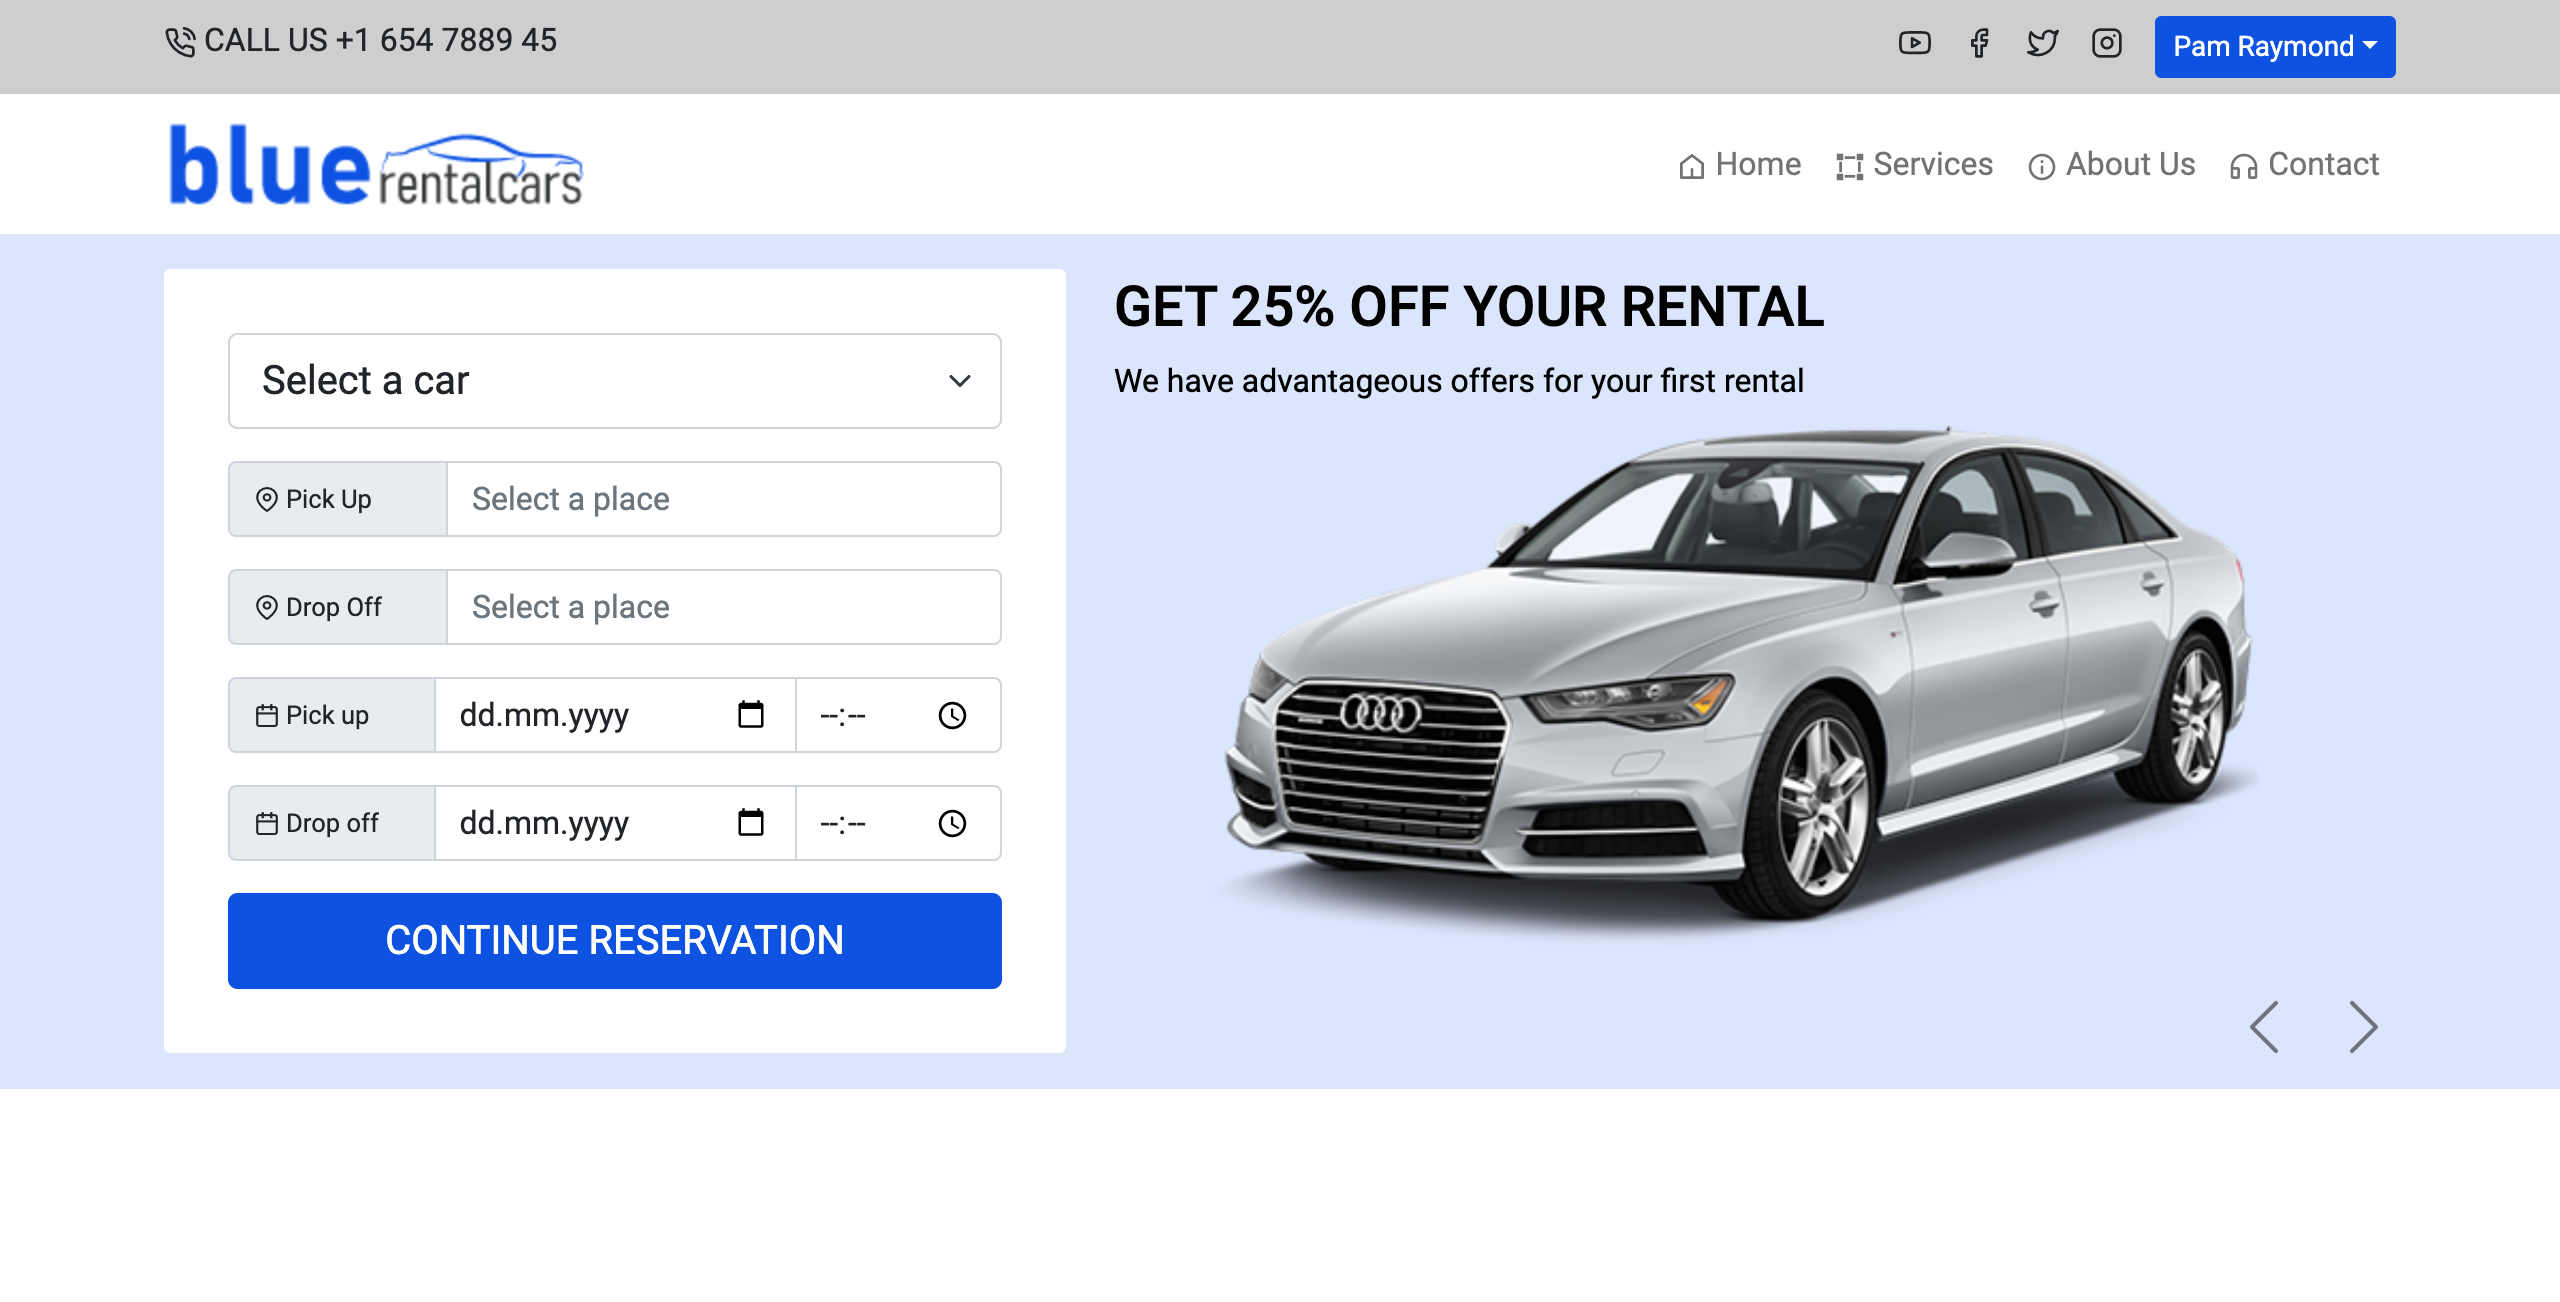 CALL US +1 654 7889 45
Pam Raymond
blue rentalcars
Home Services About Us Contact
Select a car
Pick Up Select a place
Drop Off Select a place
Pick up dd.mm.yyyy --:--
Drop off dd.mm.yyyy --:--
CONTINUE RESERVATION
GET 25% OFF YOUR RENTAL
We have advantageous offers for your first rental